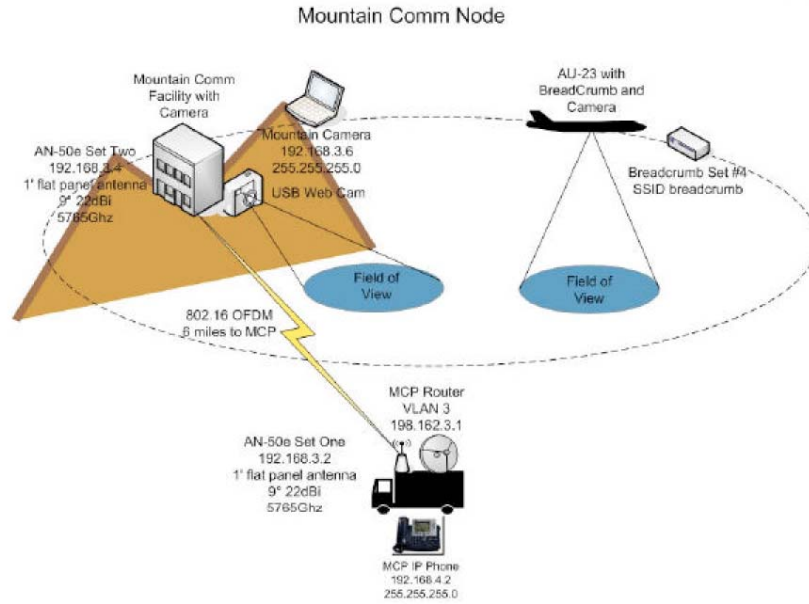 Mountain Comm Node
Mountain Comm
Facility with
Camera
AN-50e Set Two
192.168.3.4
1' flat panel antenna
9° 22dBi
5765Ghz
Mountain Camera
192.168.3.6
255.255.255.0
USB Web Cam
AU-23 with
BreadCrumb and
Camera
Breadcrumb Set #4
SSID breadcrumb
Field of
View
Field of
View
802.16 OFDM
6 miles to MCP
MCP Router
VLAN 3
198.162.3.1
AN-50e Set One
192.168.3.2
1' flat panel antenna
9° 22dBi
5765Ghz
MCP IP Phone
192.168.4.2
255.255.255.0